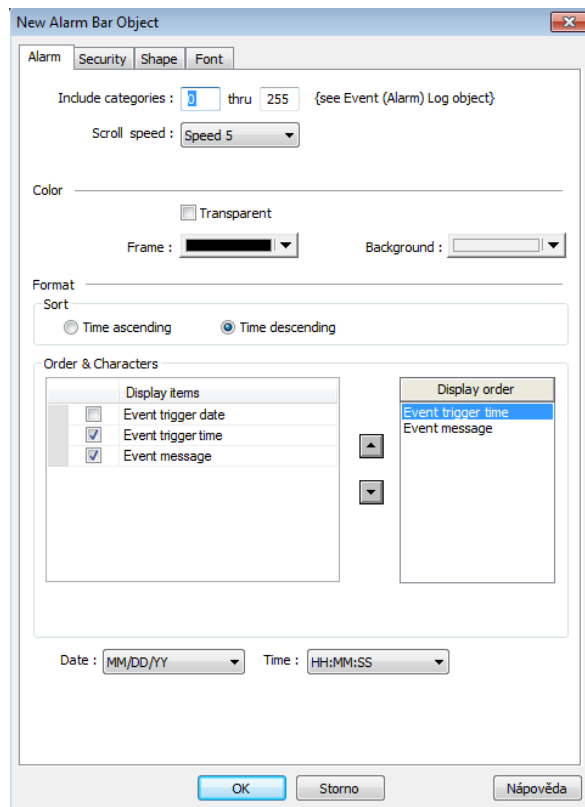 New Alarm Bar Object
Alarm Security Shape Font
Include categories : 0 thru 255 {see Event (Alarm) Log object}
Scroll speed : Speed 5
Color
Transparent
Frame : Background :
Format
Sort
Time ascending Time descending
Order & Characters
Display items
Event trigger date
Event trigger time
Event message
Display order
Event trigger time
Event message
Date : MM/DD/YY Time : HH:MM:SS
OK Storno Nápověda